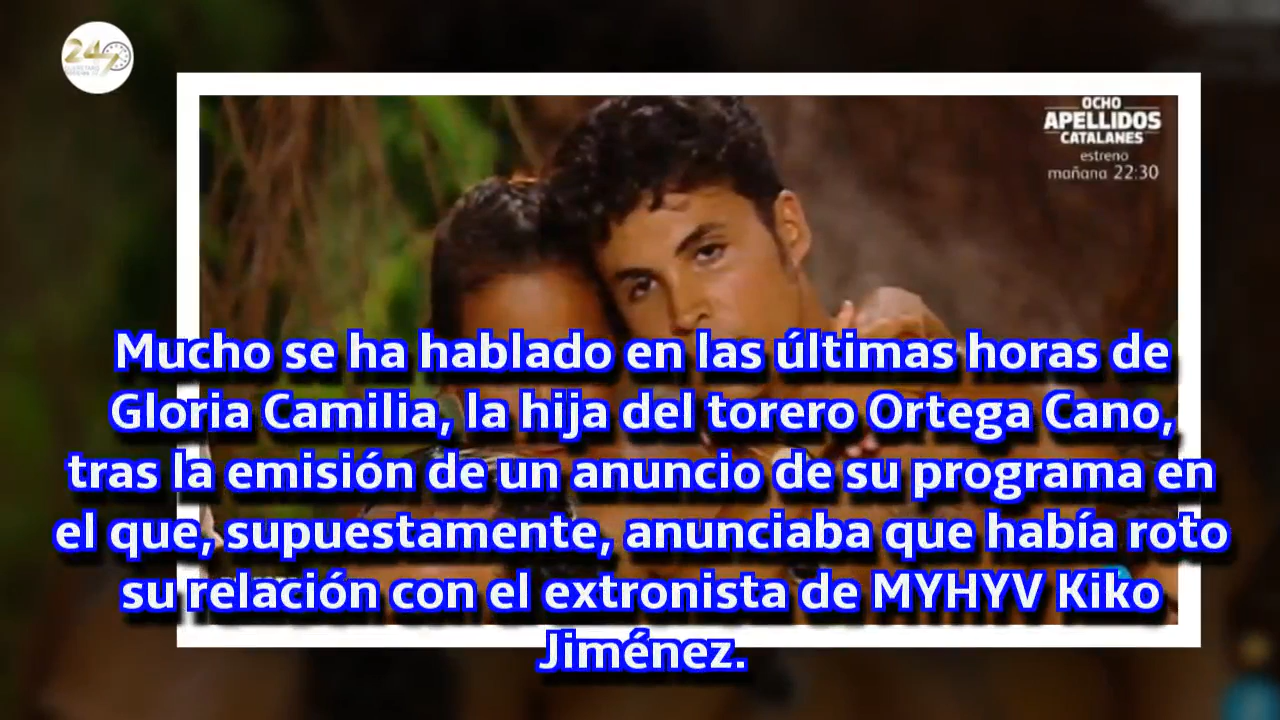 24/7
OCHO
APELLIDOS
CATALANES
estreno
mañana 22:30
Mucho se ha hablado en las últimas horas de
Gloria Camilia, la hija del torero Ortega Cano,
tras la emisión de un anuncio de su programa en
el que, supuestamente, anunciaba que había roto
su relación con el extronista de MYHYV Kiko
Jiménez.